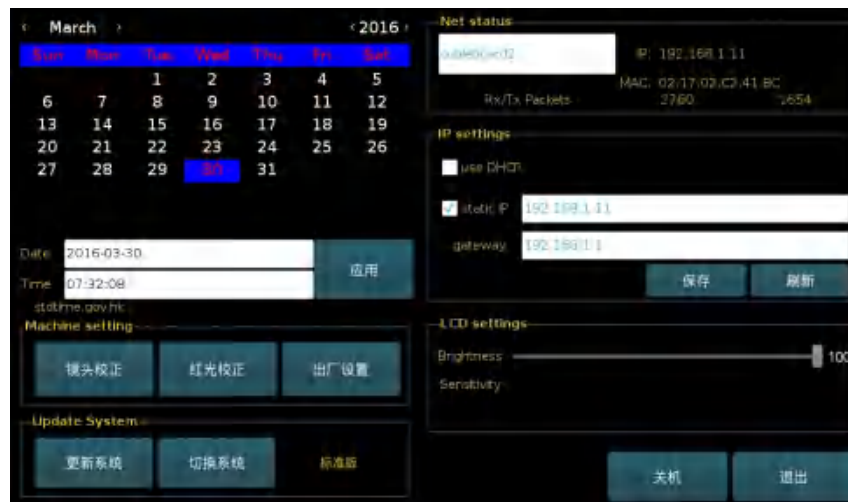 ‹ March › ‹ 2016 ›
Sun Mon Tue Wed Thu Fri Sat
1 2 3 4 5
6 7 8 9 10 11 12
13 14 15 16 17 18 19
20 21 22 23 24 25 26
27 28 29 30 31
Date 2016-03-30
Time 07:32:08
应用
stdtime.gov.hk
Machine setting
镜头校正 红光校正 出厂设置
Update System
更新系统 切换系统 标准版
Net status
IP: 192.168.1.11
MAC: 02:17:02:C2:41:BC
Rx/Tx Packets 2760 1654
IP settings
use DHCP
static IP 192.168.1.11
gateway 192.168.1.1
保存 刷新
LCD settings
Brightness 100
Sensitivity
关机 退出